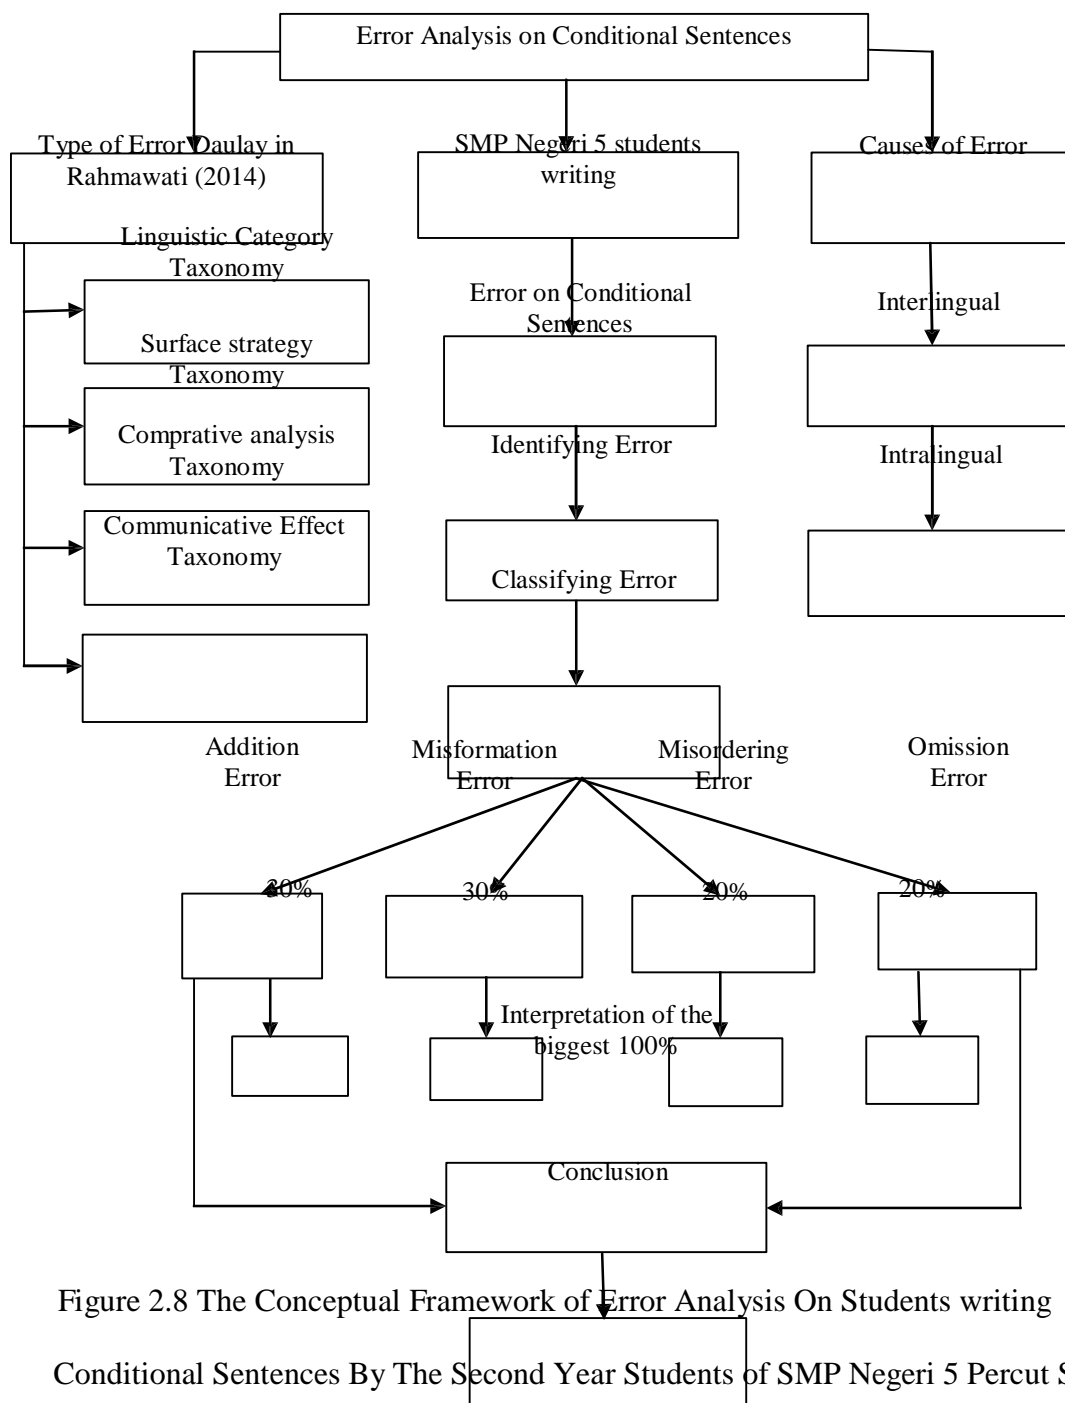 Error Analysis on Conditional Sentences
Type of Error Daulay in
Rahmawati (2014)
SMP Negeri 5 students
writing
Causes of Error
Linguistic Category
Taxonomy
Error on Conditional
Sentences
Interlingual
Surface strategy
Taxonomy
Comprative analysis
Taxonomy
Identifying Error
Intralingual
Communicative Effect
Taxonomy
Classifying Error
Addition
Error
Misformation
Error
Misordering
Error
Omission
Error
30%
20%
20%
Interpretation of the
biggest 100%
Conclusion
Figure 2.8 The Conceptual Framework of Error Analysis On Students writing
Conditional Sentences By The Second Year Students of SMP Negeri 5 Percut S